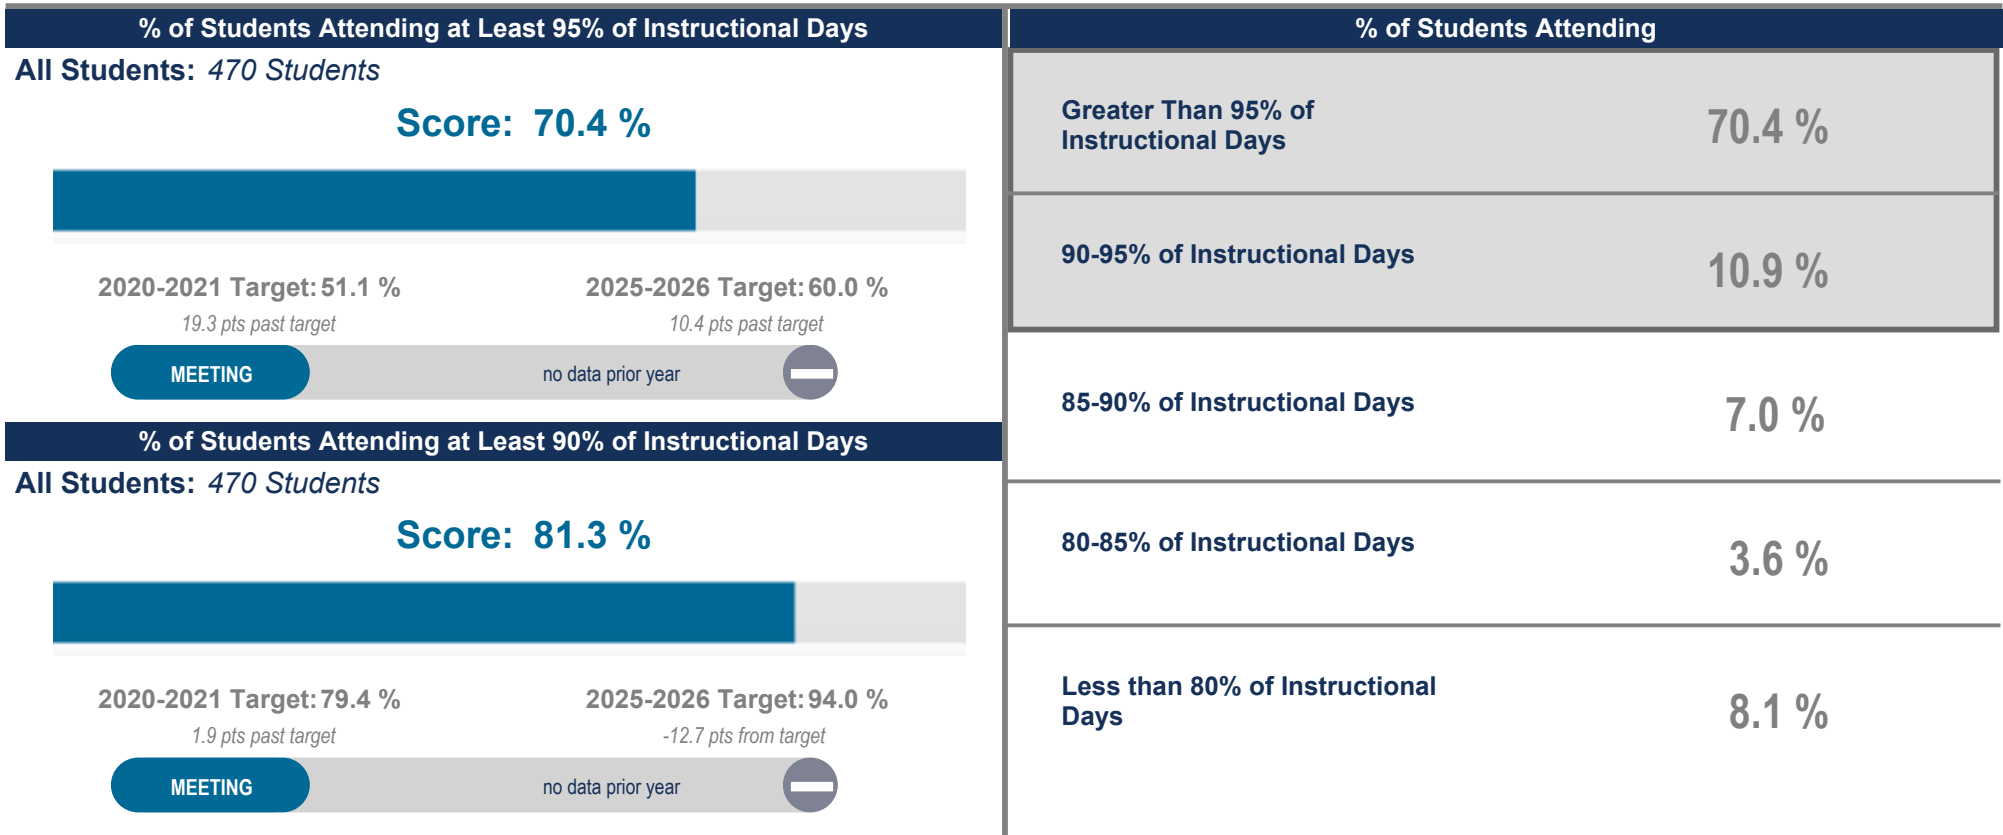 % of Students Attending at Least 95% of Instructional Days
All Students: 470 Students
Score: 70.4 %
2020-2021 Target: 51.1 % 2025-2026 Target: 60.0 %
19.3 pts past target 10.4 pts past target
MEETING no data prior year
% of Students Attending at Least 90% of Instructional Days
All Students: 470 Students
Score: 81.3 %
2020-2021 Target: 79.4 % 2025-2026 Target: 94.0 %
1.9 pts past target -12.7 pts from target
MEETING no data prior year
% of Students Attending
Greater Than 95% of
Instructional Days
70.4 %
90-95% of Instructional Days
10.9 %
85-90% of Instructional Days
7.0 %
80-85% of Instructional Days
3.6 %
Less than 80% of Instructional
Days
8.1 %